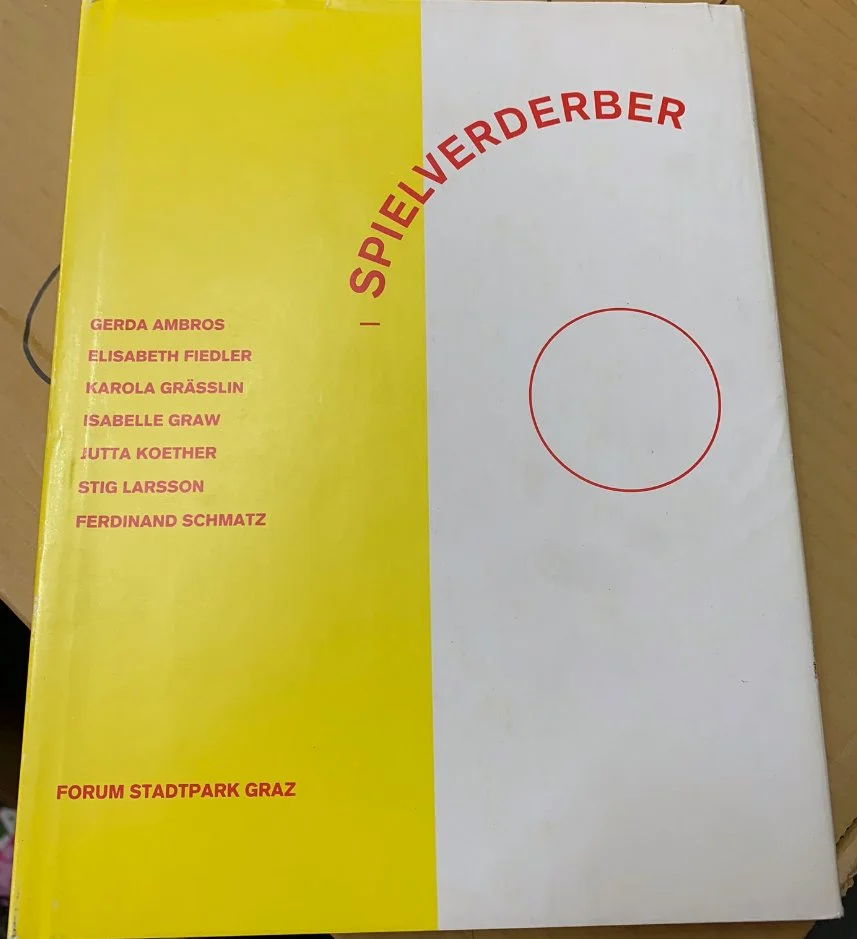 SPIELVERDERBER
GERDA AMBROS
ELISABETH FIEDLER
KAROLA GRÄSSLIN
ISABELLE GRAW
JUTTA KOETHER
STIG LARSSON
FERDINAND SCHMATZ
FORUM STADTPARK GRAZ